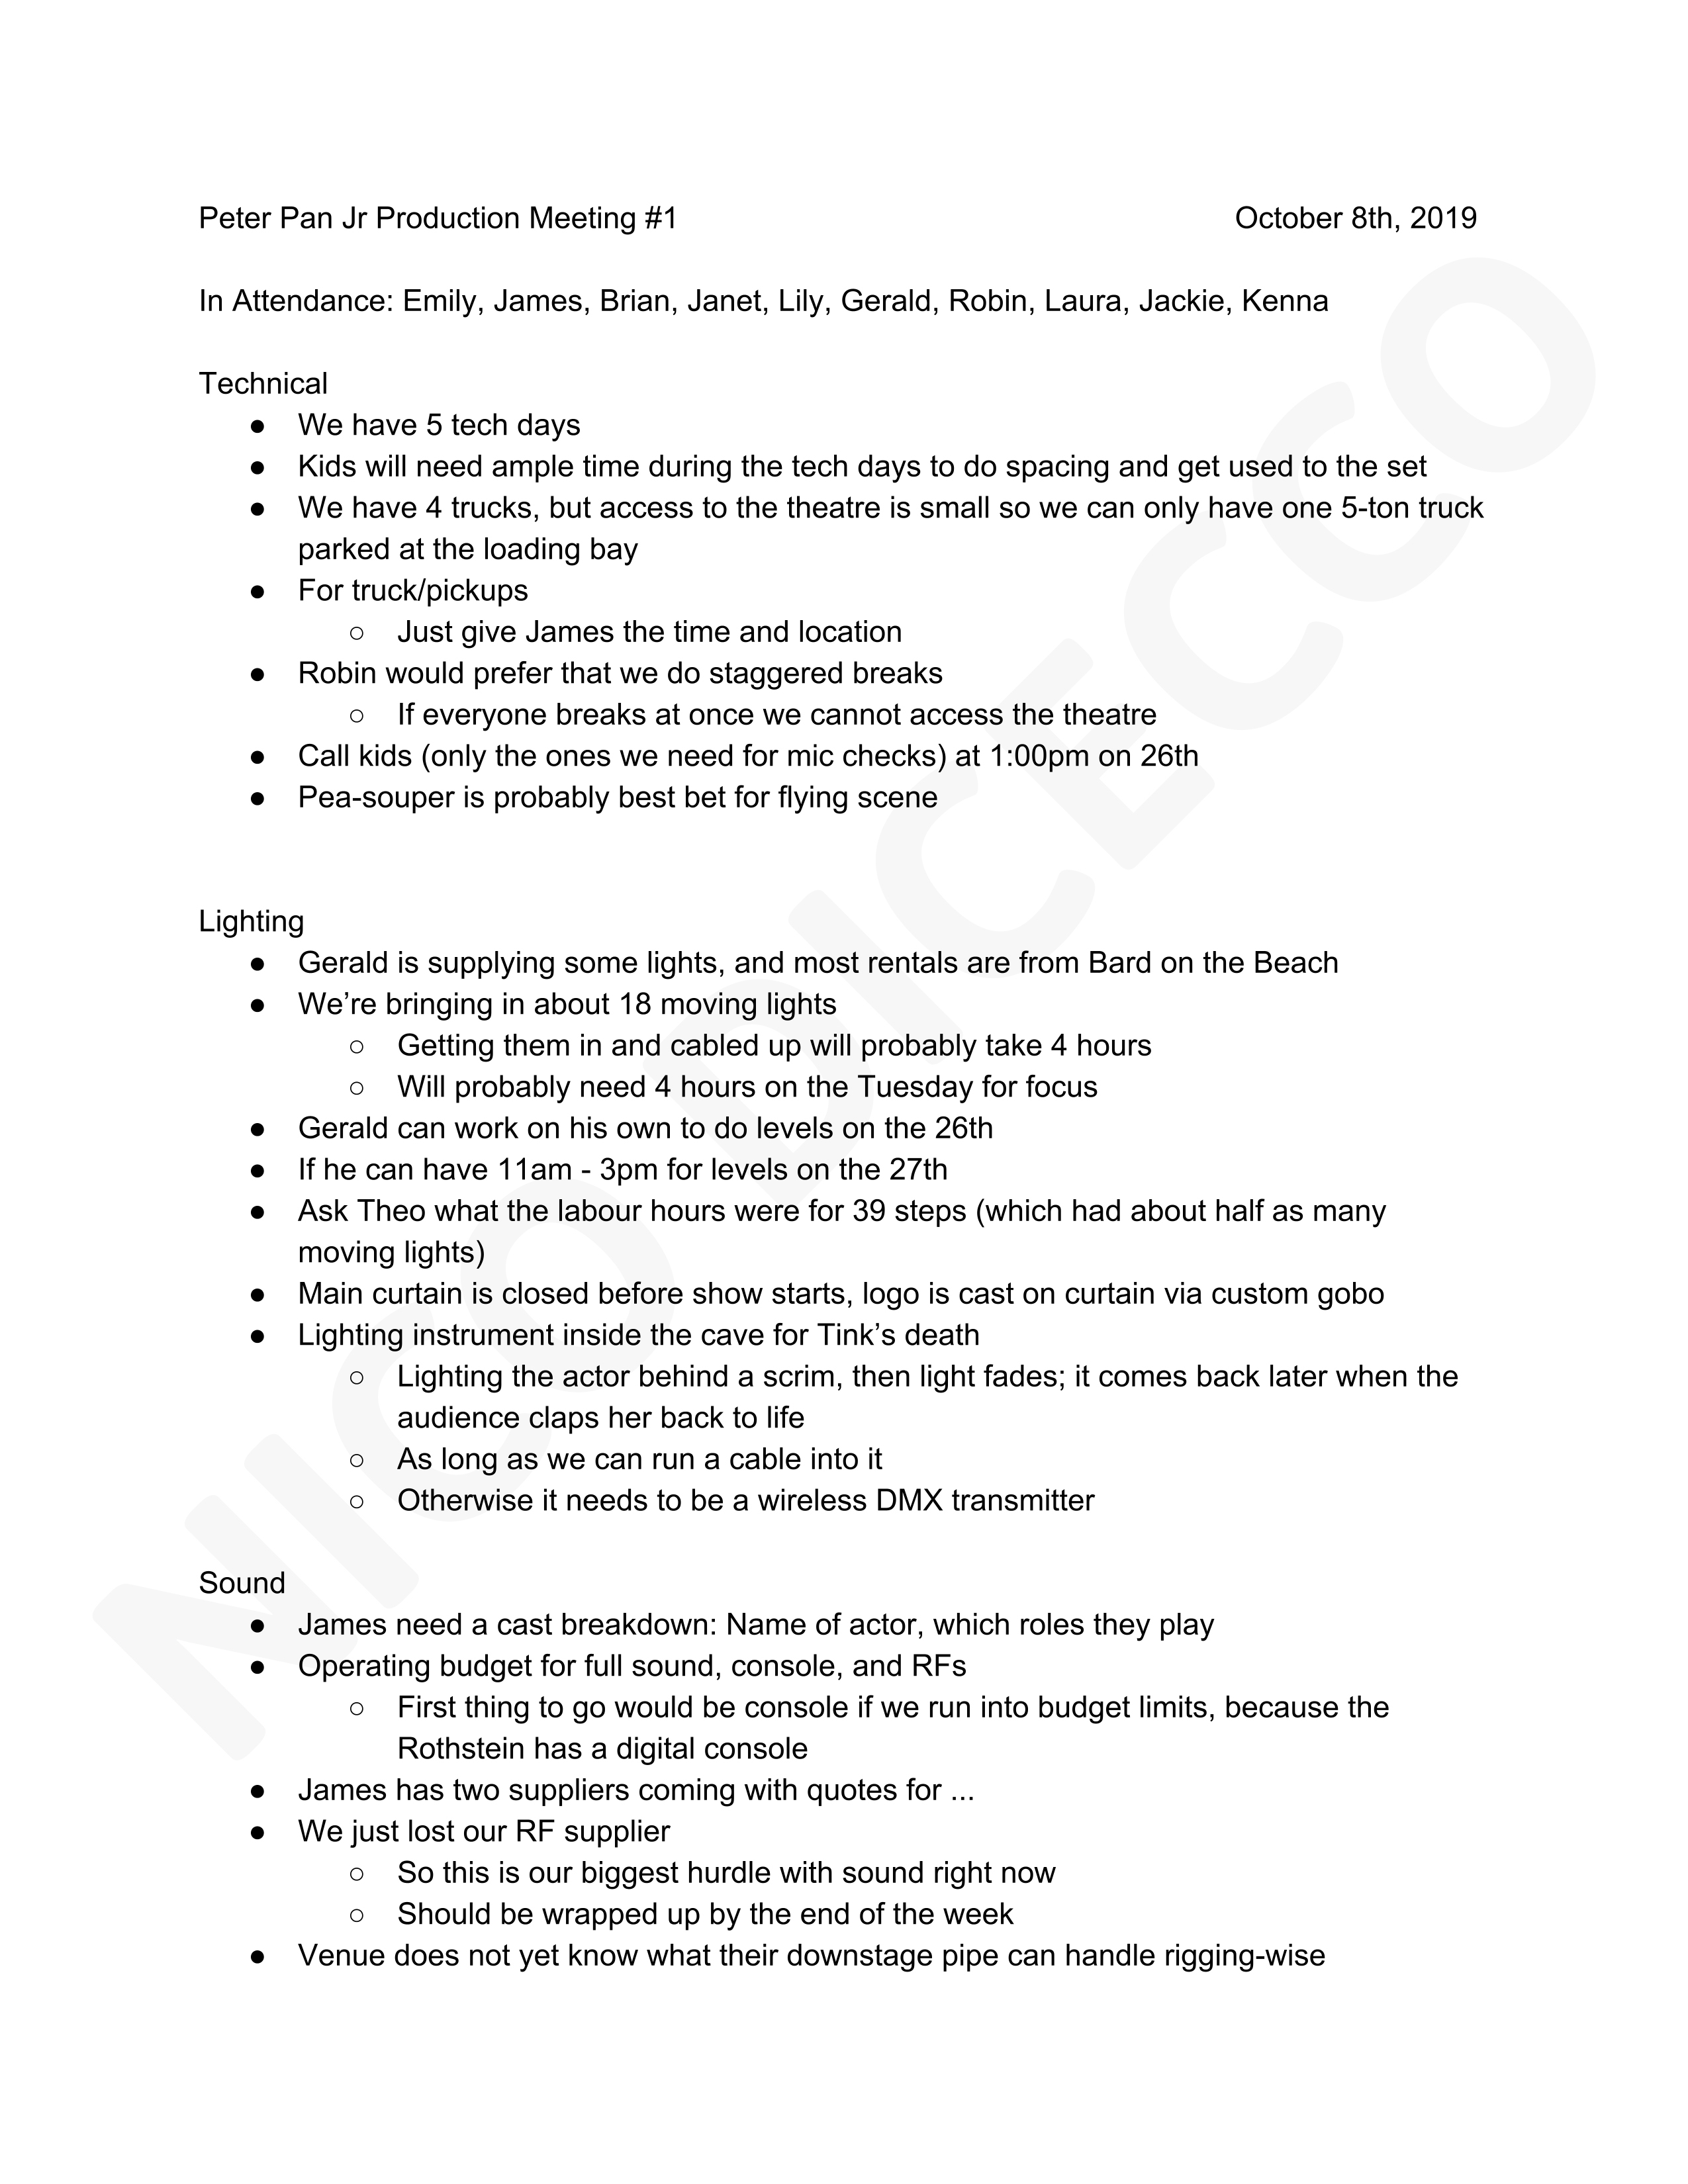 Peter Pan Jr Production Meeting #1 October 8th, 2019
In Attendance: Emily, James, Brian, Janet, Lily, Gerald, Robin, Laura, Jackie, Kenna
Technical
● We have 5 tech days
● Kids will need ample time during the tech days to do spacing and get used to the set
● We have 4 trucks, but access to the theatre is small so we can only have one 5-ton truck
parked at the loading bay
● For truck/pickups
○ Just give James the time and location
● Robin would prefer that we do staggered breaks
○ If everyone breaks at once we cannot access the theatre
● Call kids (only the ones we need for mic checks) at 1:00pm on 26th
● Pea-souper is probably best bet for flying scene
Lighting
● Gerald is supplying some lights, and most rentals are from Bard on the Beach
● We’re bringing in about 18 moving lights
○ Getting them in and cabled up will probably take 4 hours
○ Will probably need 4 hours on the Tuesday for focus
● Gerald can work on his own to do levels on the 26th
● If he can have 11am - 3pm for levels on the 27th
● Ask Theo what the labour hours were for 39 steps (which had about half as many
moving lights)
● Main curtain is closed before show starts, logo is cast on curtain via custom gobo
● Lighting instrument inside the cave for Tink’s death
○ Lighting the actor behind a scrim, then light fades; it comes back later when the
audience claps her back to life
○ As long as we can run a cable into it
○ Otherwise it needs to be a wireless DMX transmitter
Sound
● James need a cast breakdown: Name of actor, which roles they play
● Operating budget for full sound, console, and RFs
○ First thing to go would be console if we run into budget limits, because the
Rothstein has a digital console
● James has two suppliers coming with quotes for ...
● We just lost our RF supplier
○ So this is our biggest hurdle with sound right now
○ Should be wrapped up by the end of the week
● Venue does not yet know what their downstage pipe can handle rigging-wise
NICO DICECCO